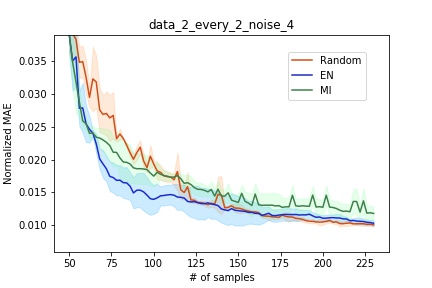 data_2_every_2_noise_4
Normalized MAE
0.035
0.030
0.025
0.020
0.015
0.010
Random
EN
MI
50 75 100 125 150 175 200 225
# of samples